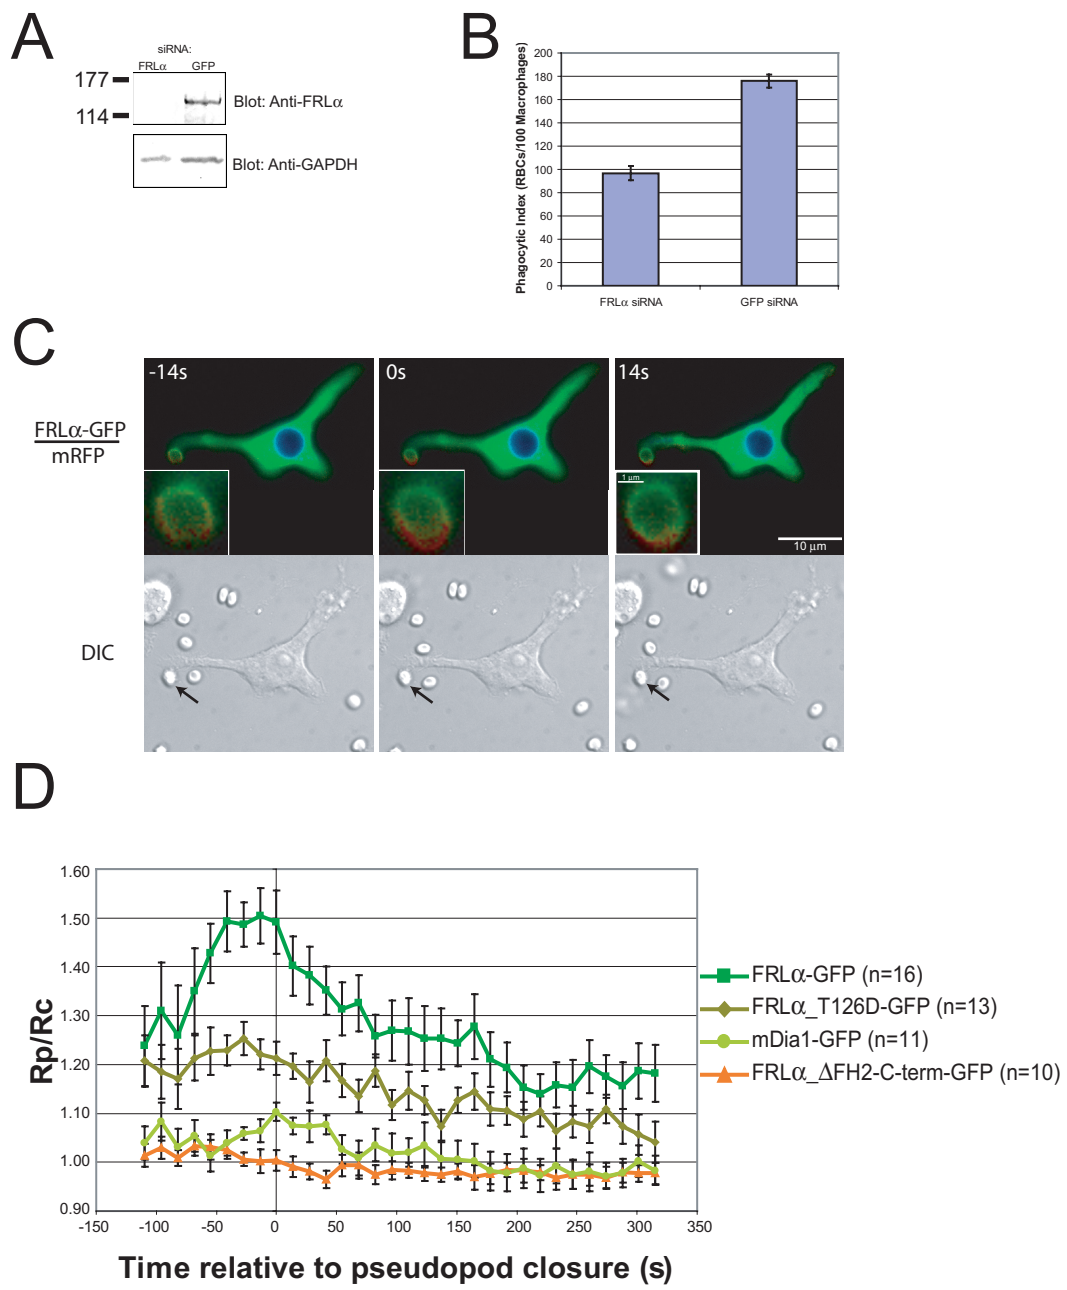 A
siRNA:
FRLα GFP
177
114
Blot: Anti-FRLα
Blot: Anti-GAPDH
B
Phagocytic Index (RBCs/100 Macrophages)
200
180
160
140
120
100
80
60
40
20
0
FRLα siRNA GFP siRNA
C
-14s 0s 14s
FRLα-GFP
mRFP
1 μm
10 μm
DIC
D
Rp/Rc
1.60
1.50
1.40
1.30
1.20
1.10
1.00
0.90
-150 -100 -50 0 50 100 150 200 250 300 350
Time relative to pseudopod closure (s)
FRLα-GFP (n=16)
FRLα_T126D-GFP (n=13)
mDia1-GFP (n=11)
FRLα_ΔFH2-C-term-GFP (n=10)